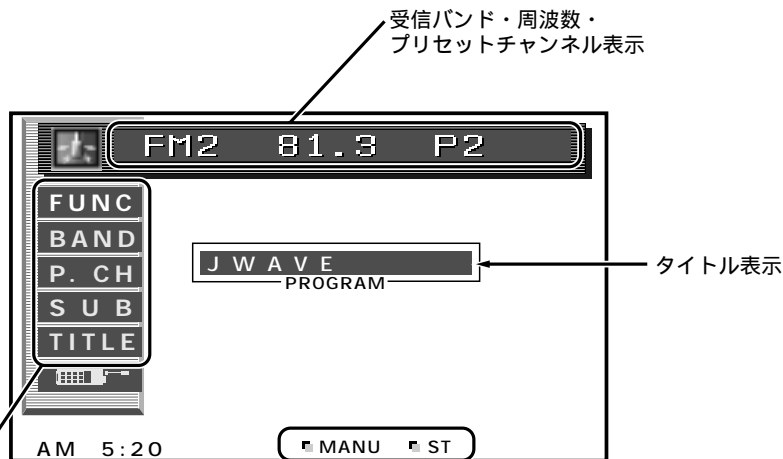 受信バンド・周波数・
プリセットチャンネル表示
FM2 81.3 P2
FUNC
BAND
P. CH
SUB
TITLE
J WAVE
PROGRAM
タイトル表示
AM 5:20
MANU ST